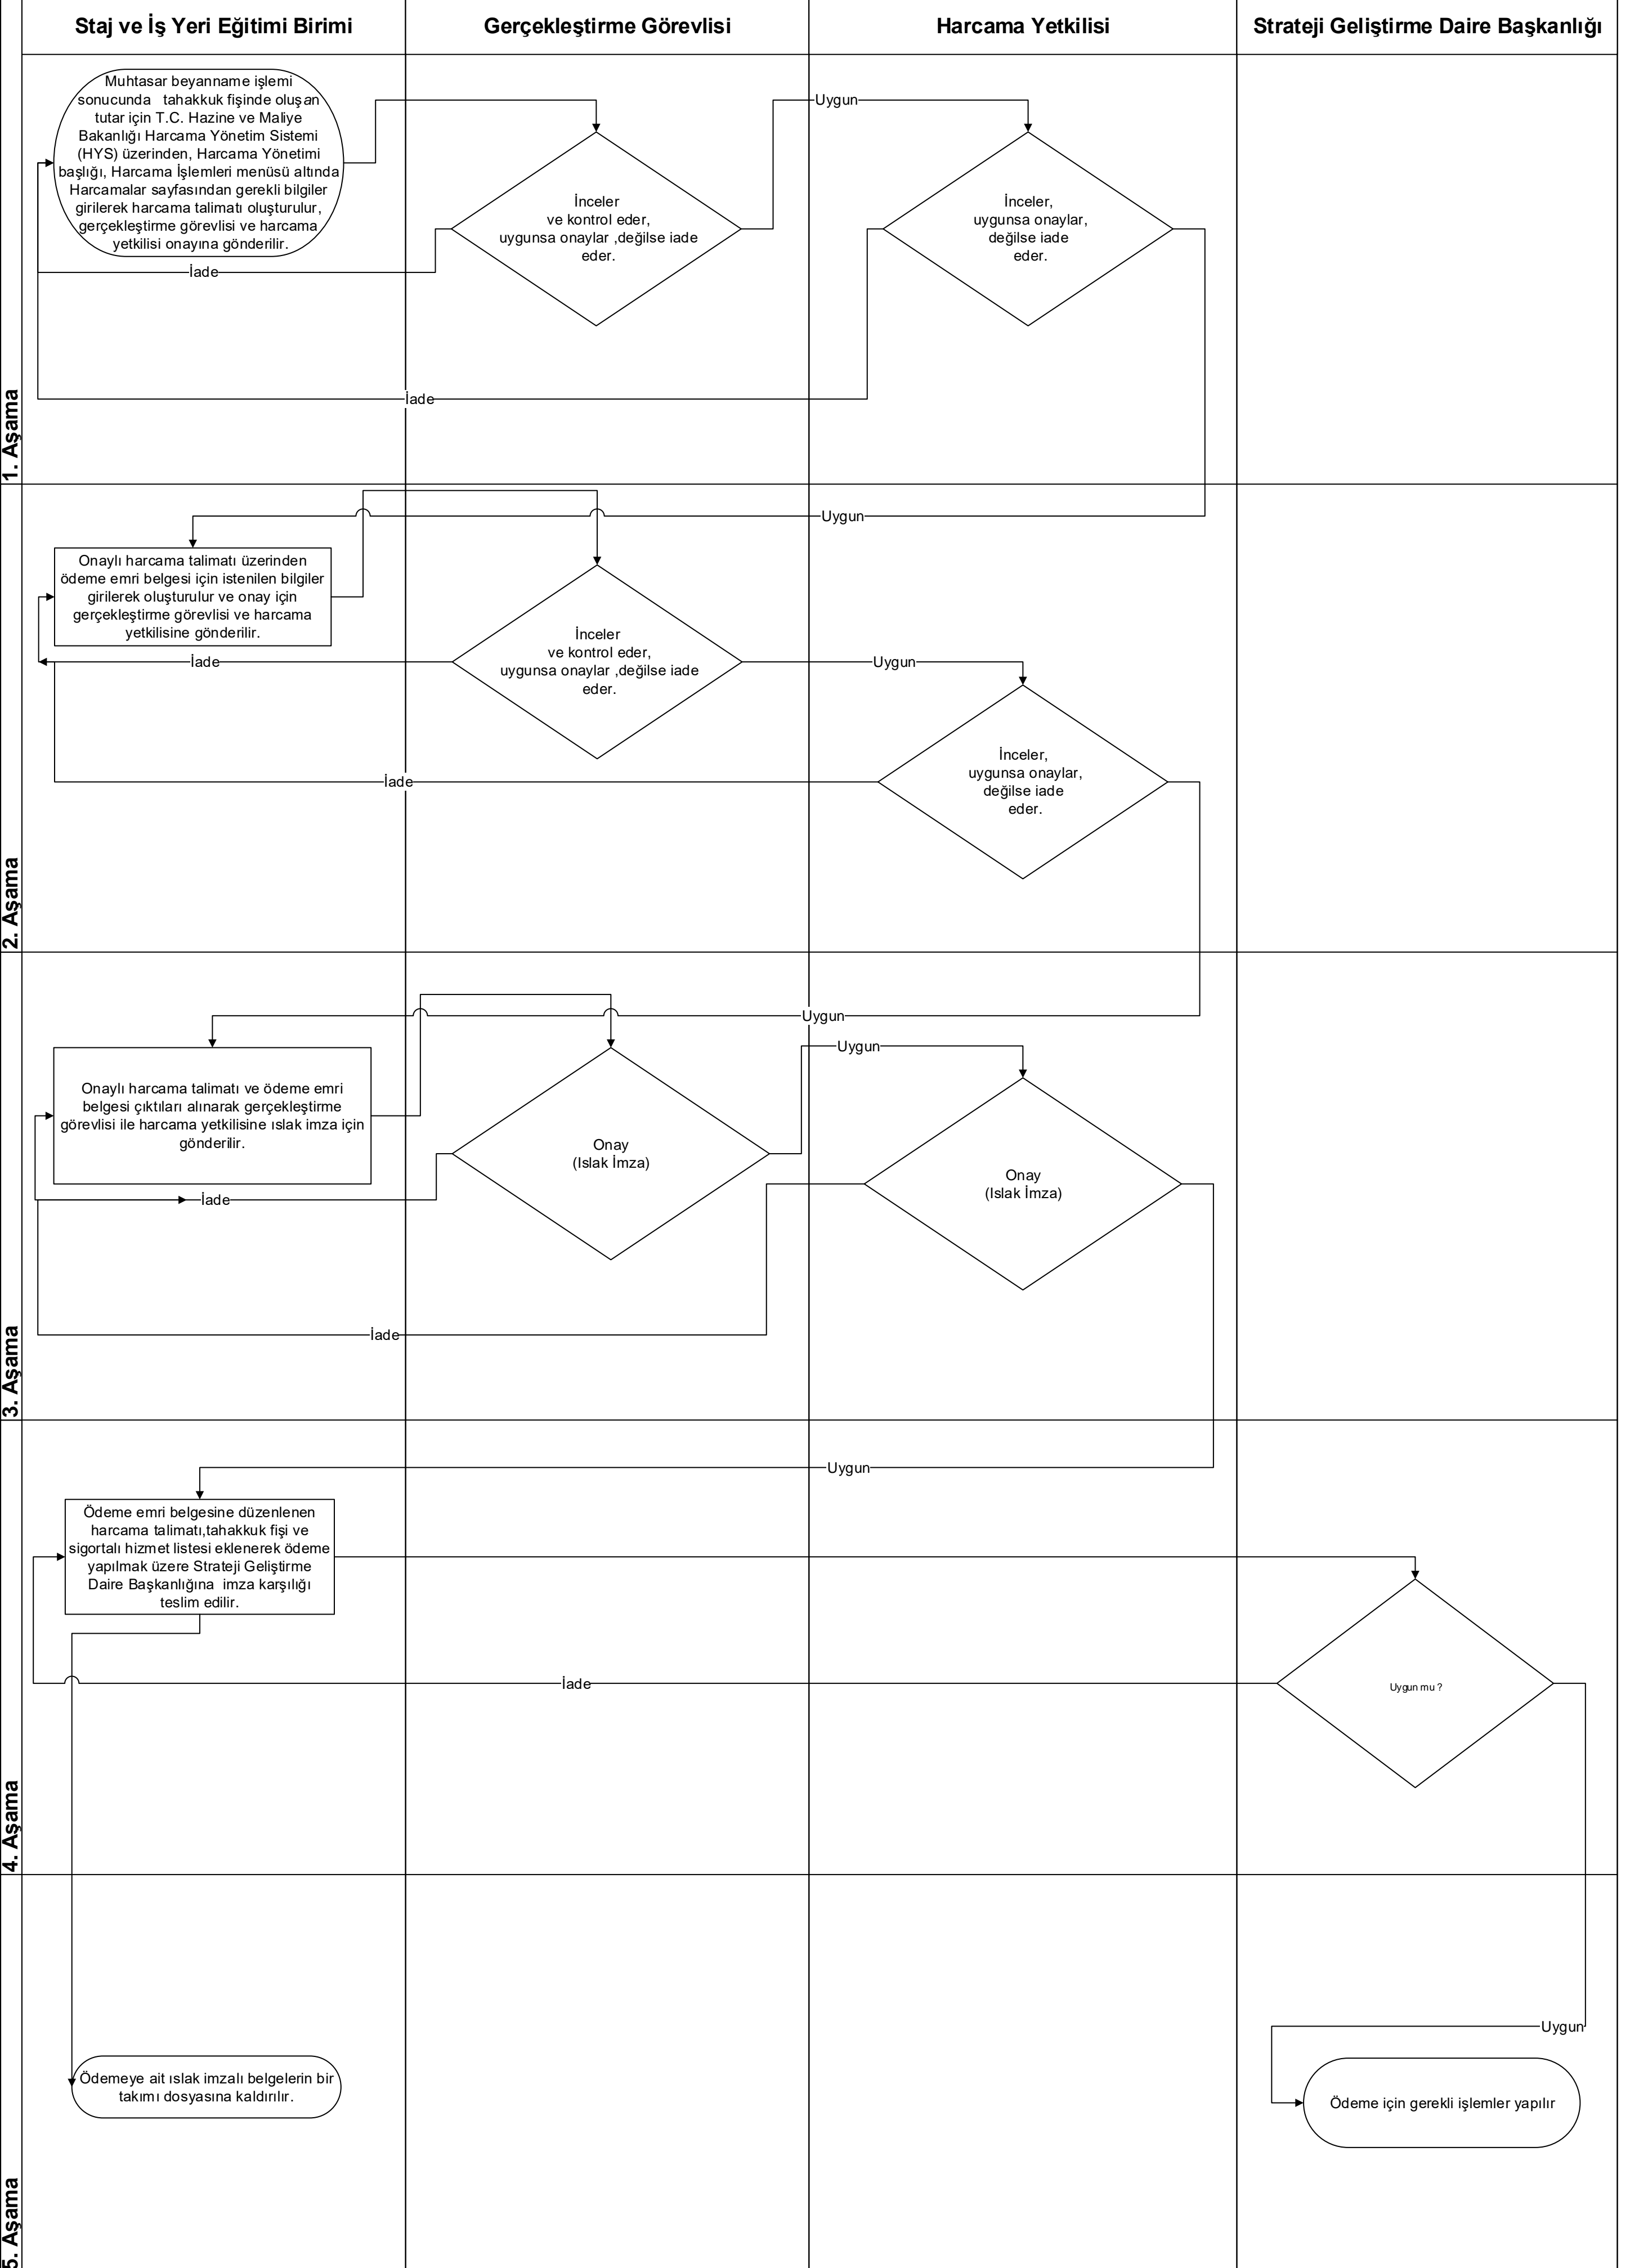 Staj ve İş Yeri Eğitimi Birimi
Gerçekleştirme Görevlisi
Harcama Yetkilisi
Strateji Geliştirme Daire Başkanlığı
1. Aşama
Muhtasar beyanname işlemi
sonucunda tahakkuk fişinde oluşan
tutar için T.C. Hazine ve Maliye
Bakanlığı Harcama Yönetim Sistemi
(HYS) üzerinden, Harcama Yönetimi
başlığı, Harcama İşlemleri menüsü altında
Harcamalar sayfasından gerekli bilgiler
girilerek harcama talimatı oluşturulur,
gerçekleştirme görevlisi ve harcama
yetkilisi onayına gönderilir.
İnceler
ve kontrol eder,
uygunsa onaylar ,değilse iade
eder.
Uygun
İnceler,
uygunsa onaylar,
değilse iade
eder.
İade
İade
2. Aşama
Uygun
Onaylı harcama talimatı üzerinden
ödeme emri belgesi için istenilen bilgiler
girilerek oluşturulur ve onay için
gerçekleştirme görevlisi ve harcama
yetkilisine gönderilir.
İnceler
ve kontrol eder,
uygunsa onaylar ,değilse iade
eder.
İade
Uygun
İnceler,
uygunsa onaylar,
değilse iade
eder.
İade
3. Aşama
Uygun
Onaylı harcama talimatı ve ödeme emri
belgesi çıktıları alınarak gerçekleştirme
görevlisi ile harcama yetkilisine ıslak imza için
gönderilir.
Onay
(Islak İmza)
Uygun
Onay
(Islak İmza)
İade
İade
4. Aşama
Uygun
Ödeme emri belgesine düzenlenen
harcama talimatı,tahakkuk fişi ve
sigortalı hizmet listesi eklenerek ödeme
yapılmak üzere Strateji Geliştirme
Daire Başkanlığına imza karşılığı
teslim edilir.
İade
Uygun mu ?
5. Aşama
Uygun
Ödemeye ait ıslak imzalı belgelerin bir
takımı dosyasına kaldırılır.
Ödeme için gerekli işlemler yapılır